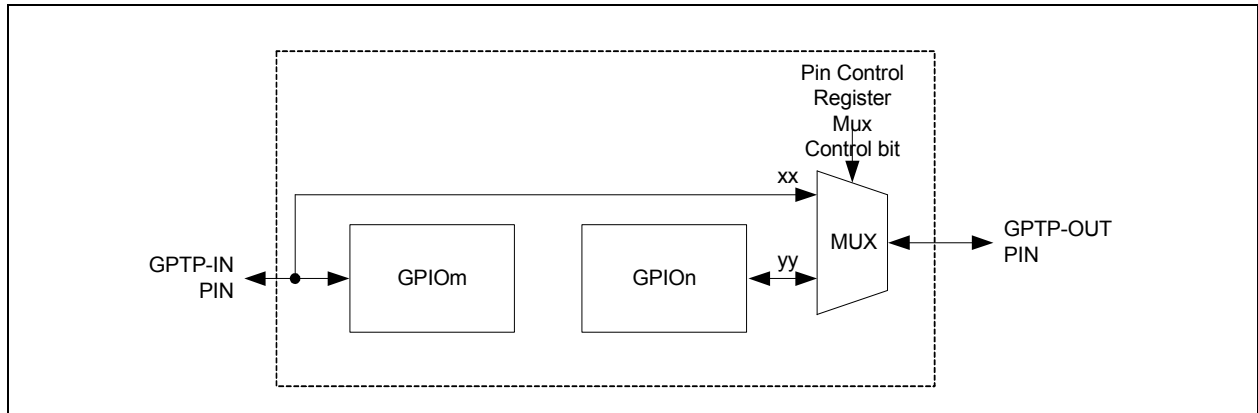 Pin Control
Register
Mux
Control bit
xx
GPTP-IN
PIN
GPIOm
GPIOn
yy
MUX
GPTP-OUT
PIN